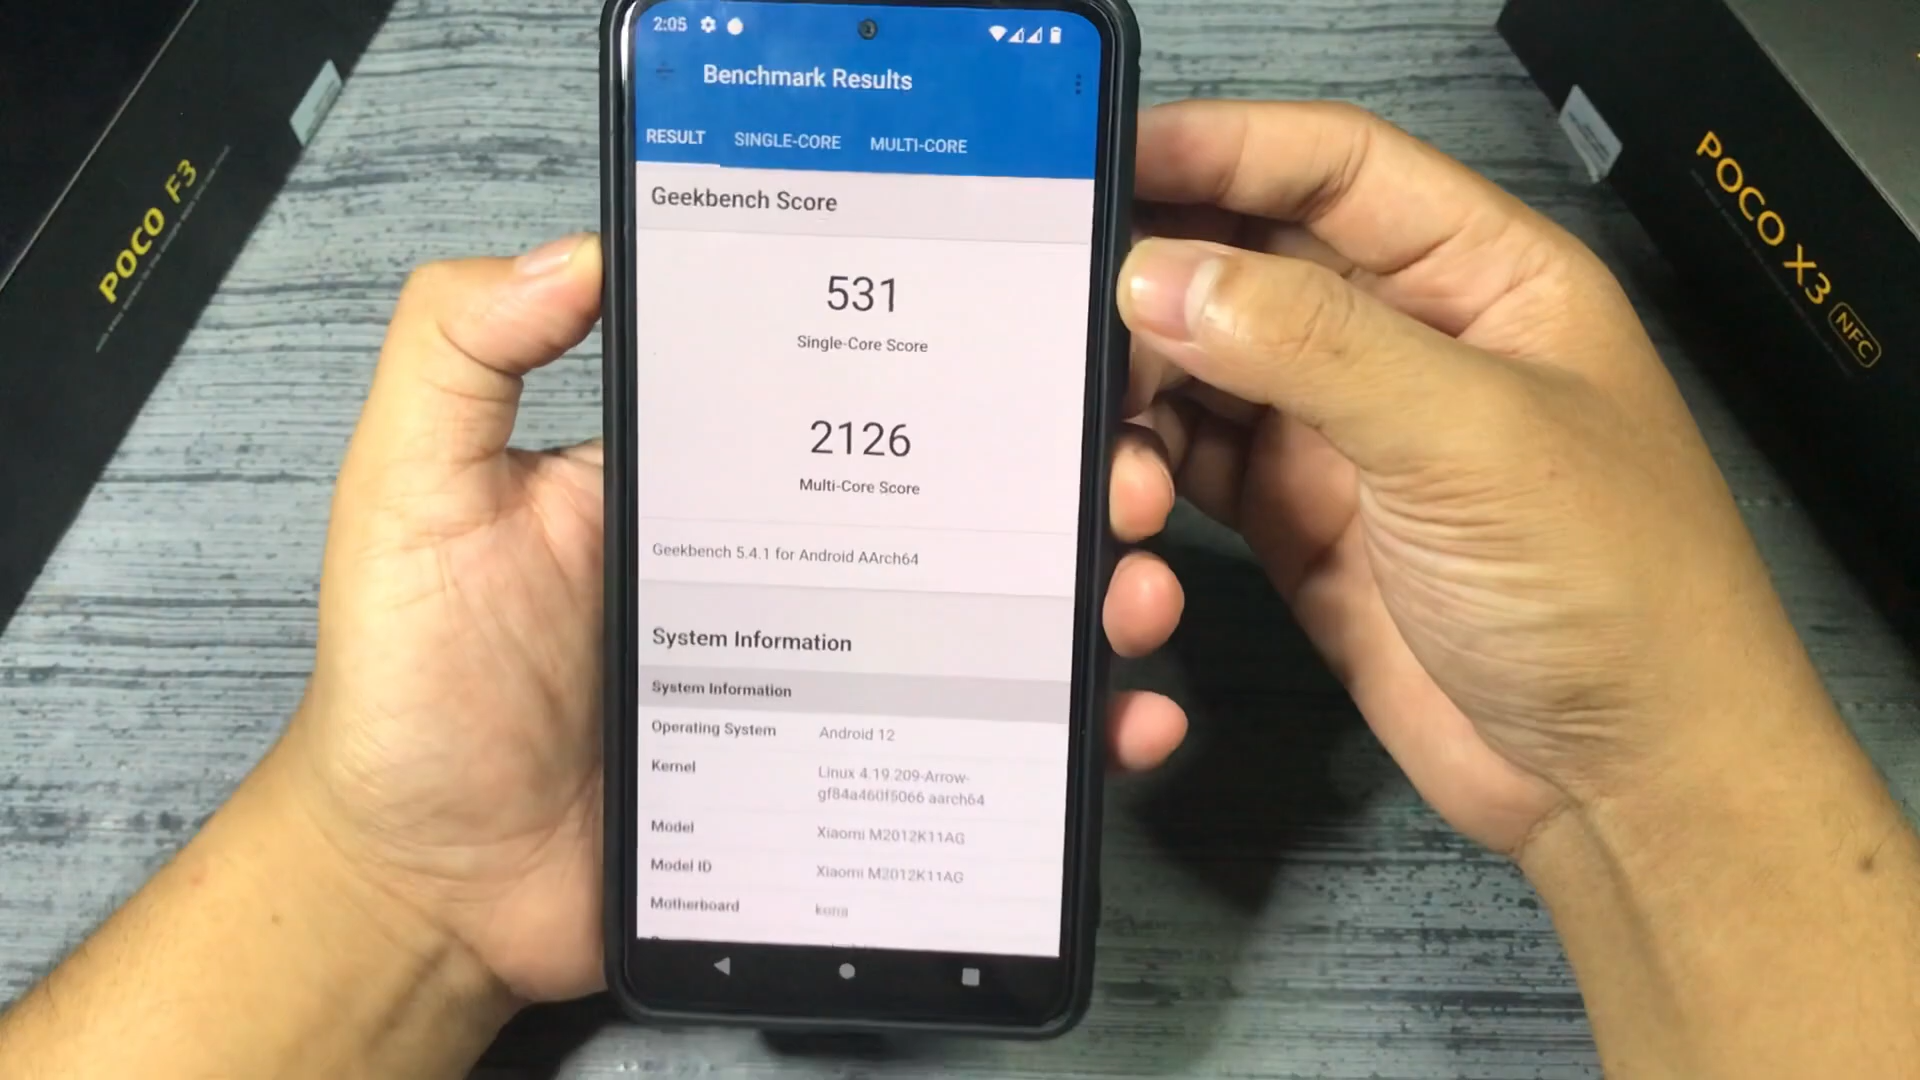 2:05
Benchmark Results
RESULT SINGLE-CORE MULTI-CORE
Geekbench Score
531
Single-Core Score
2126
Multi-Core Score
Geekbench 5.4.1 for Android AArch64
System Information
System Information
Operating System Android 12
Kernel Linux 4.19.209-Arrow-
gf84a460f5066 aarch64
Model Xiaomi M2012K11AG
Model ID Xiaomi M2012K11AG
Motherboard
POCO F3
POCO X3 NFC